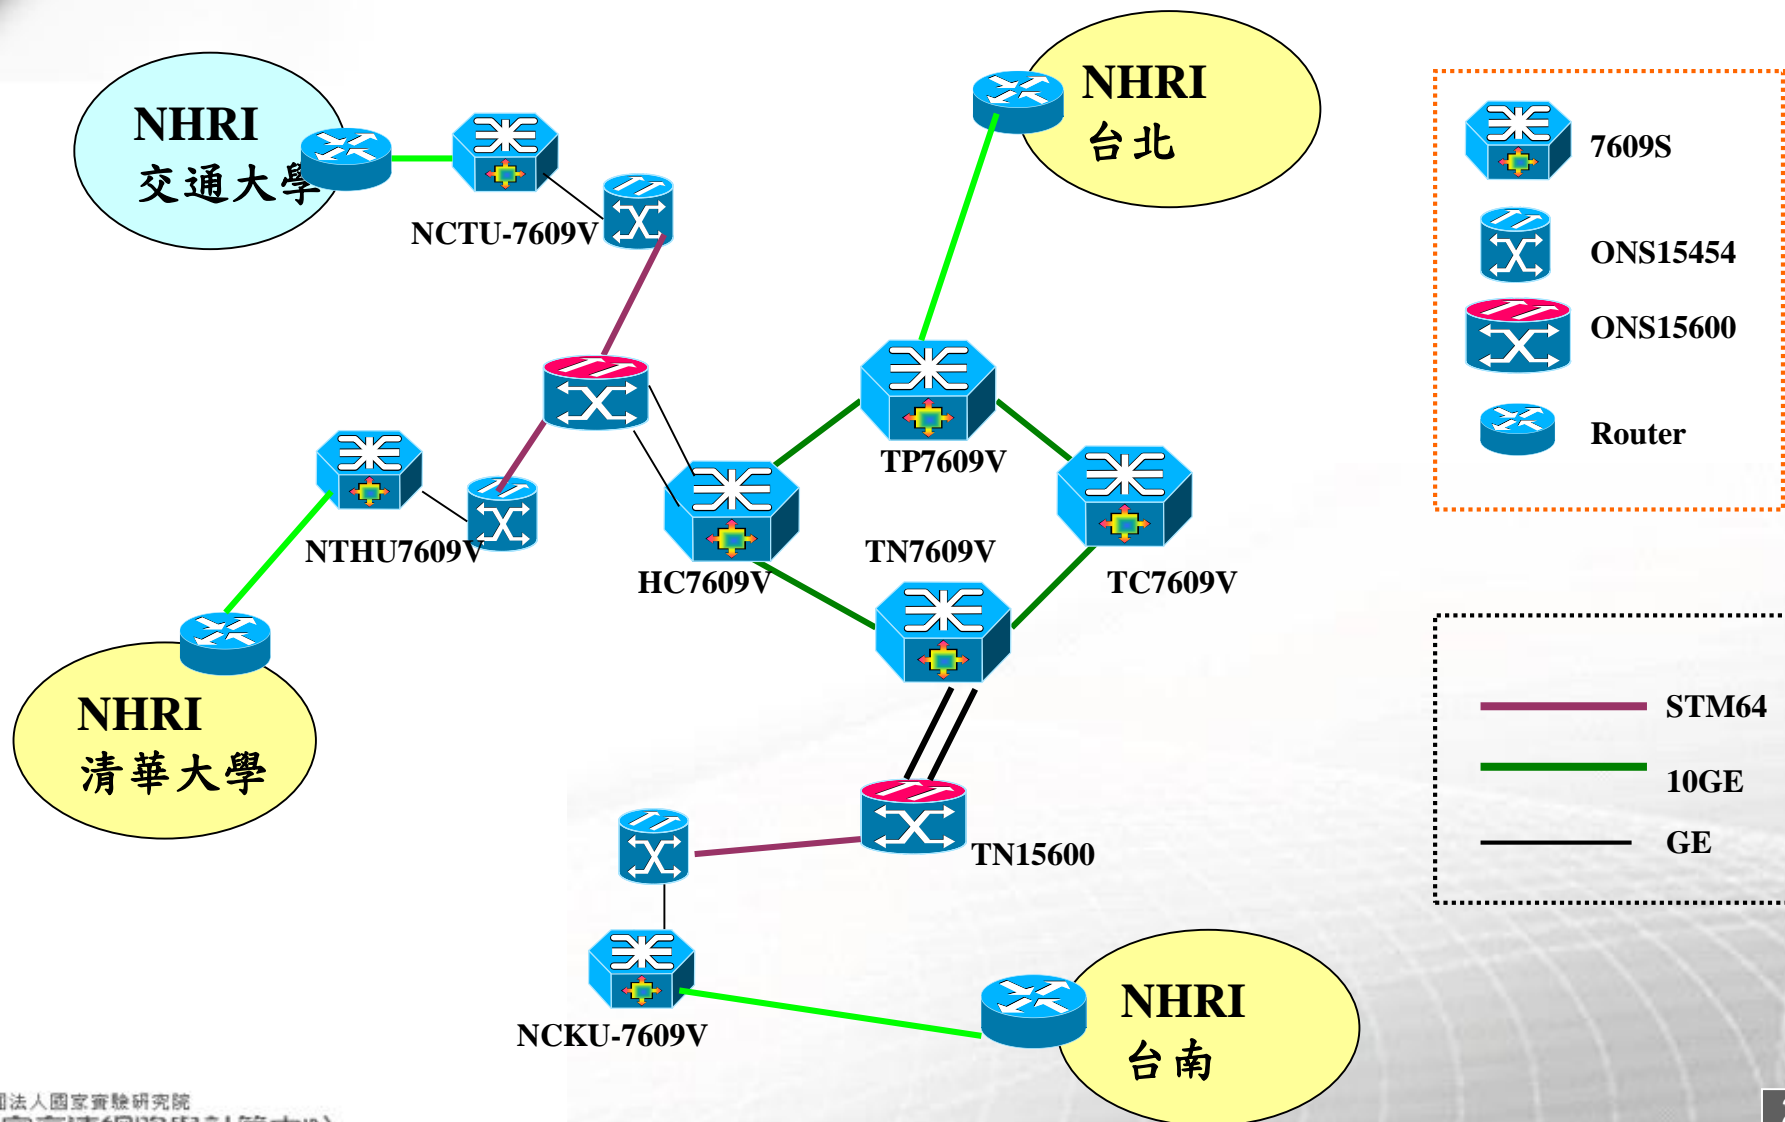 NHRI
交通大學
NCTU-7609V
NHRI
台北
7609S
ONS15454
ONS15600
Router
TP7609V
NTHU7609V
HC7609V
TN7609V
TC7609V
NHRI
清華大學
STM64
10GE
GE
TN15600
NCKU-7609V
NHRI
台南
法人國家實驗研究院